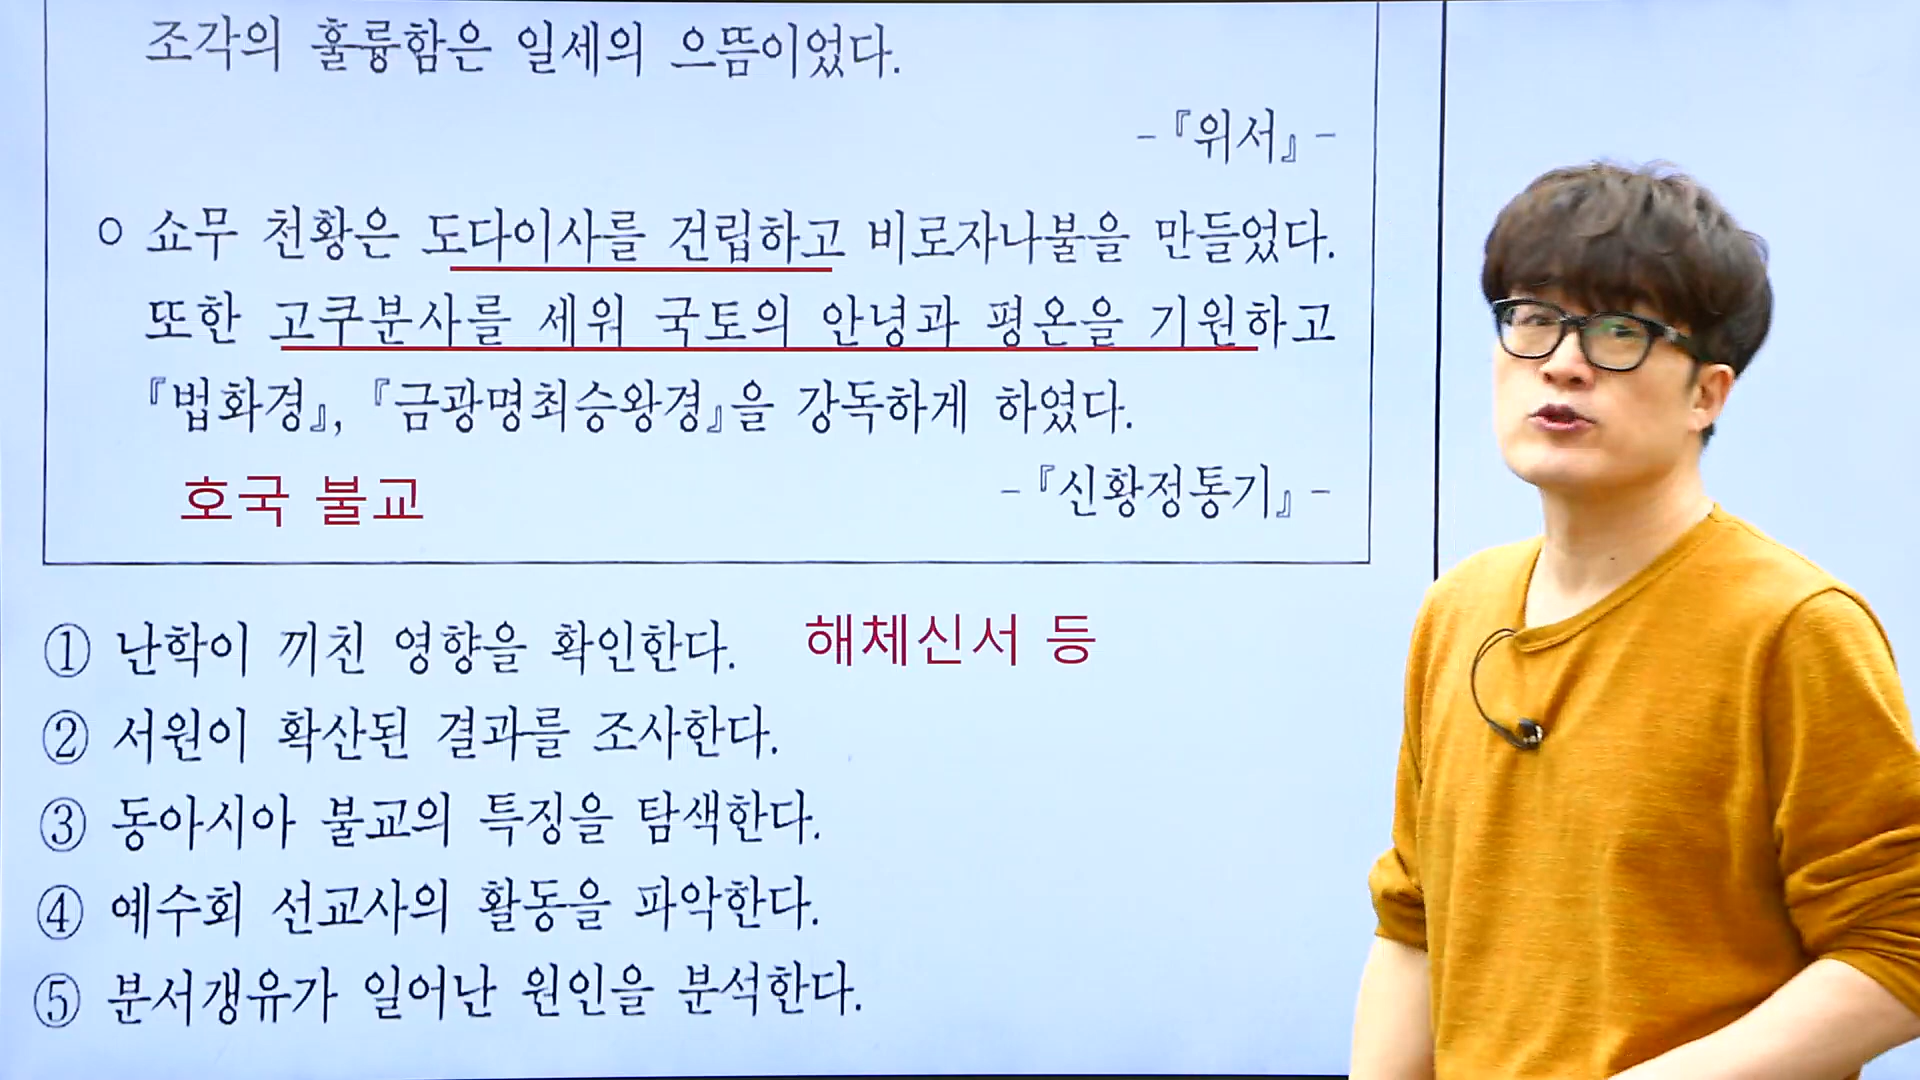 조각의 훌륭함은 일세의 으뜸이었다.
-『위서』-
○ 쇼무 천황은 도다이사를 건립하고 비로자나불을 만들었다.
또한 고쿠분사를 세워 국토의 안녕과 평온을 기원하고
『법화경』, 『금광명최승왕경』을 강독하게 하였다.
호국 불교
-『신황정통기』-
① 난학이 끼친 영향을 확인한다.
해체신서 등
② 서원이 확산된 결과를 조사한다.
③ 동아시아 불교의 특징을 탐색한다.
④ 예수회 선교사의 활동을 파악한다.
⑤ 분서갱유가 일어난 원인을 분석한다.